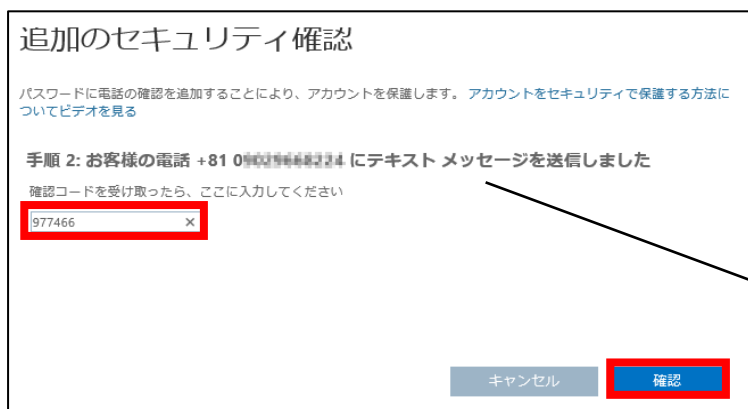 追加のセキュリティ確認
パスワードに電話の確認を追加することにより、アカウントを保護します。 アカウントをセキュリティで保護する方法に
ついてビデオを見る
手順 2: お客様の電話 +81 0 にテキスト メッセージを送信しました
確認コードを受け取ったら、ここに入力してください
977466 ×
キャンセル 確認